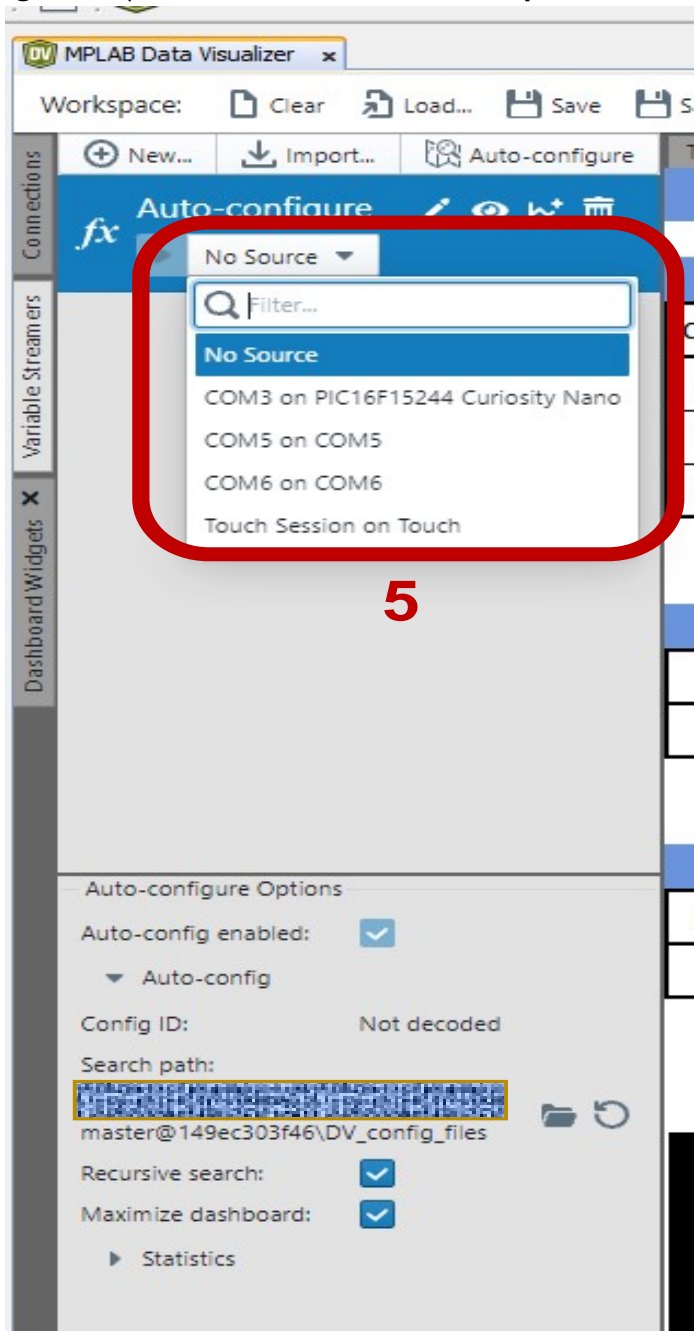 DV MPLAB Data Visualizer x
Workspace: Clear Load... Save S
New... Import... Auto-configure T
Connections
fx Auto-configure
No Source
Filter...
No Source
COM3 on PIC16F15244 Curiosity Nano
COM5 on COM5
COM6 on COM6
Touch Session on Touch
Variable Streamers
Dashboard Widgets
5
Auto-configure Options
Auto-config enabled:
Auto-config
Config ID: Not decoded
Search path:
master@149ec303f46\DV_config_files
Recursive search:
Maximize dashboard:
Statistics